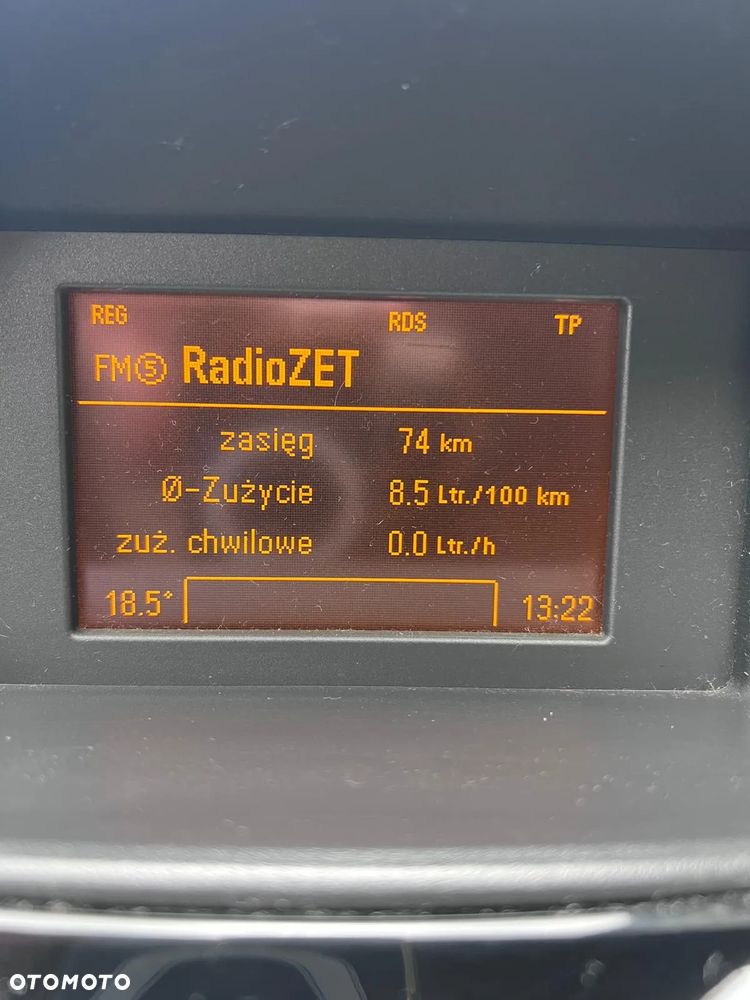 REG RDS TP
FM⑤ RadioZET
zasięg 74 km
Ø-Zużycie 8.5 Ltr./100 km
zuż. chwilowe 0.0 Ltr./h
18.5° 13:22
OTOMOTO